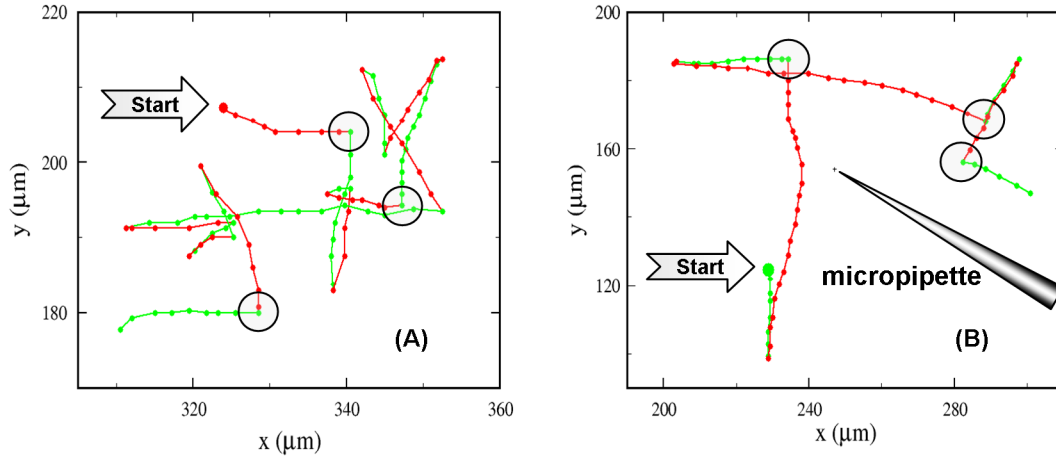 220
200
180
320
340
360
x (μm)
y (μm)
Start
(A)
200
160
120
200
240
280
x (μm)
y (μm)
Start
micropipette
(B)